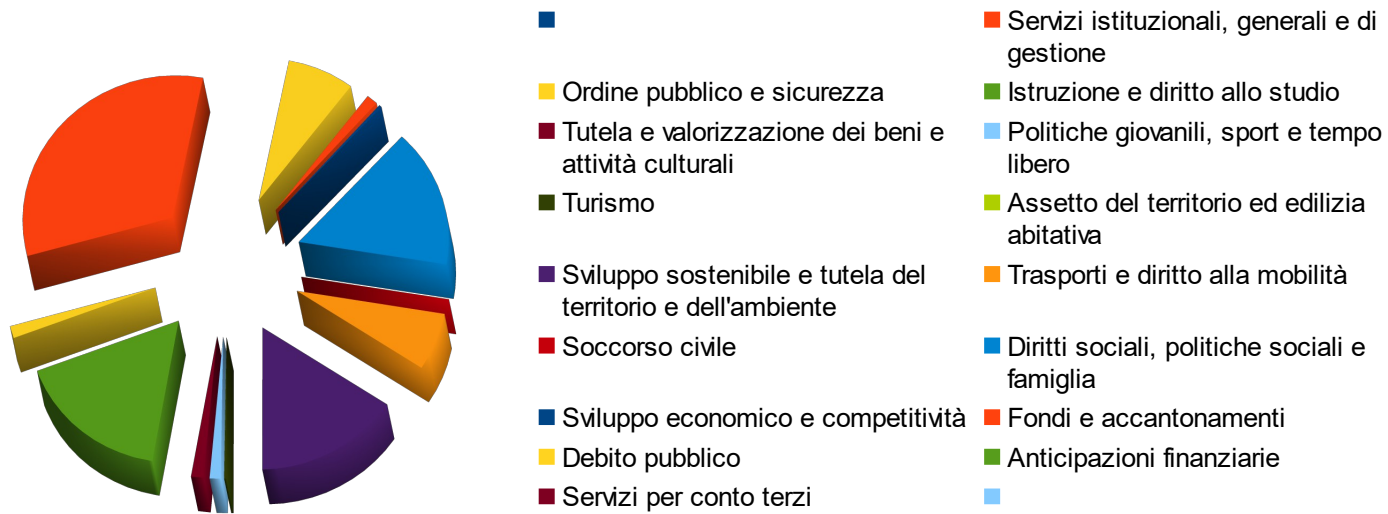 Servizi istituzionali, generali e di
gestione
Ordine pubblico e sicurezza
Istruzione e diritto allo studio
Tutela e valorizzazione dei beni e
attività culturali
Politiche giovanili, sport e tempo
libero
Turismo
Assetto del territorio ed edilizia
abitativa
Sviluppo sostenibile e tutela del
territorio e dell'ambiente
Trasporti e diritto alla mobilità
Soccorso civile
Diritti sociali, politiche sociali e
famiglia
Sviluppo economico e competitività
Fondi e accantonamenti
Debito pubblico
Anticipazioni finanziarie
Servizi per conto terzi